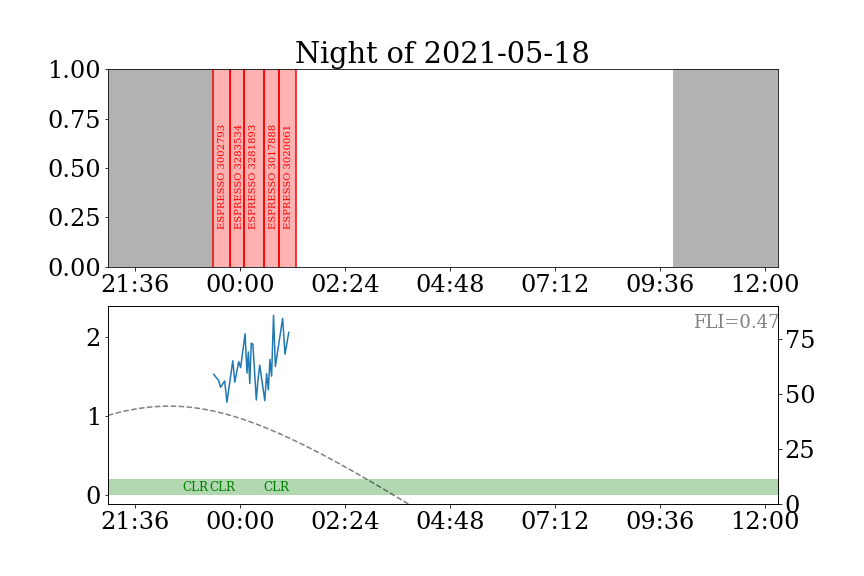 Night of 2021-05-18
1.00
0.75
0.50
0.25
0.00
ESPRESSO 3002793
ESPRESSO 3283534
ESPRESSO 3281893
ESPRESSO 3017888
ESPRESSO 3020061
21:36 00:00 02:24 04:48 07:12 09:36 12:00
FLI=0.47
2
1
0
75
50
25
0
CLR CLR CLR
21:36 00:00 02:24 04:48 07:12 09:36 12:00